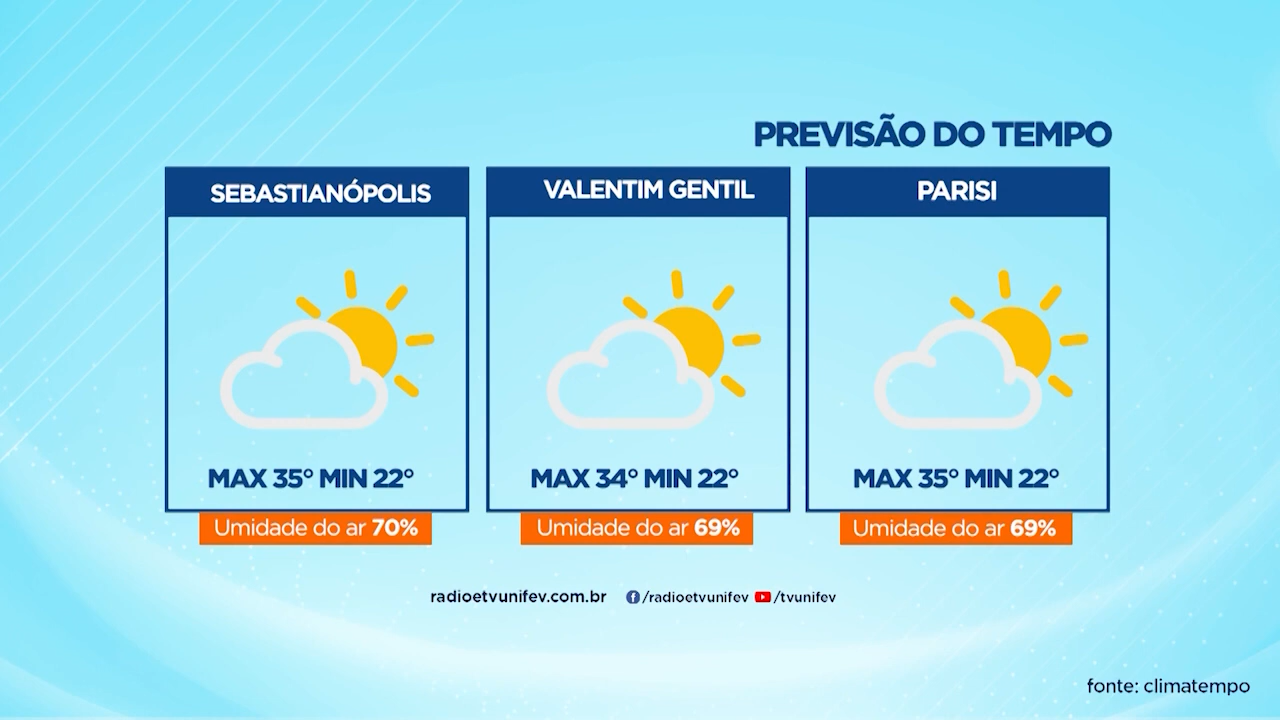 PREVISÃO DO TEMPO
SEBASTIANÓPOLIS
MAX 35° MIN 22°
Umidade do ar 70%
VALENTIM GENTIL
MAX 34° MIN 22°
Umidade do ar 69%
PARISI
MAX 35° MIN 22°
Umidade do ar 69%
radioetvunifev.com.br /radioetvunifev /tvunifev
fonte: climatempo